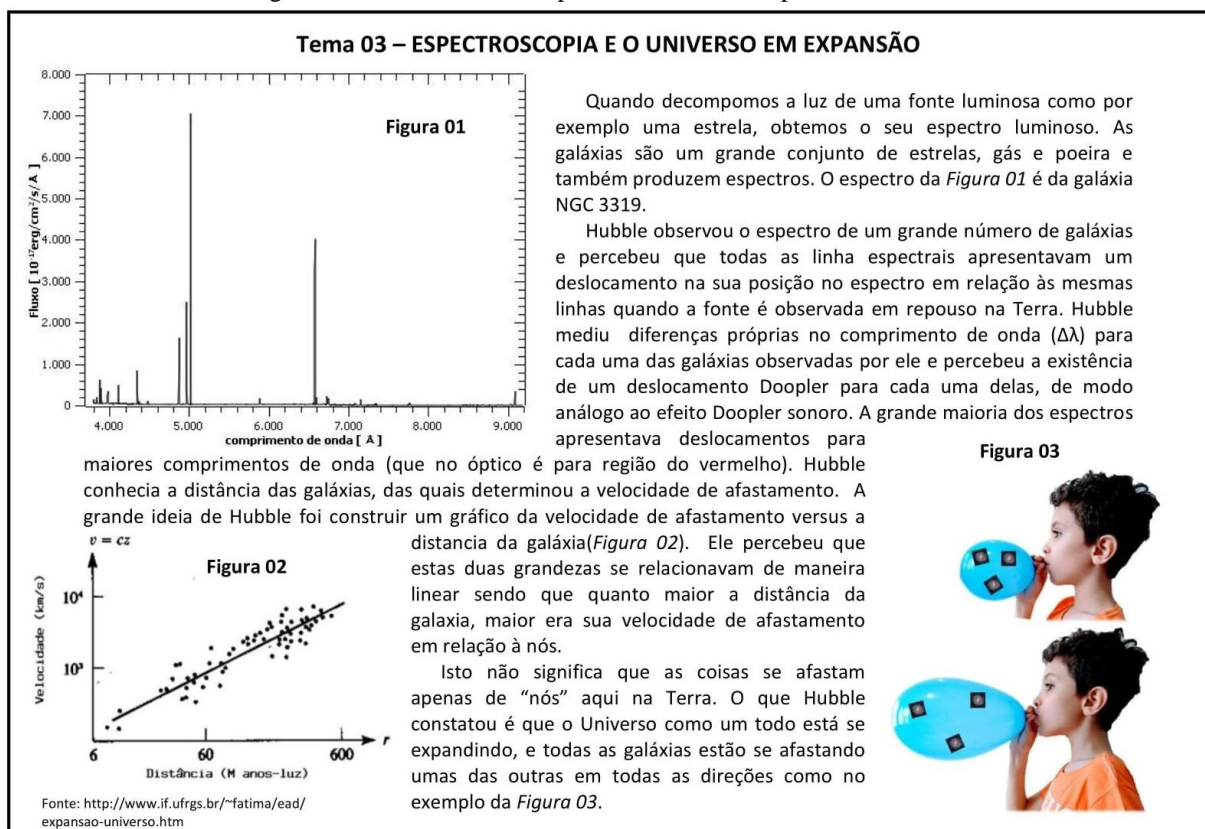 Tema 03 – ESPECTROSCOPIA E O UNIVERSO EM EXPANSÃO
8.000
7.000
6.000
5.000
4.000
3.000
2.000
1.000
0
Fluxo [ 10⁻¹⁷erg/cm²/s/Å ]
Figura 01
4.000 5.000 6.000 7.000 8.000 9.000
comprimento de onda [ Å ]
Quando decompomos a luz de uma fonte luminosa como por
exemplo uma estrela, obtemos o seu espectro luminoso. As
galáxias são um grande conjunto de estrelas, gás e poeira e
também produzem espectros. O espectro da Figura 01 é da galáxia
NGC 3319.
Hubble observou o espectro de um grande número de galáxias
e percebeu que todas as linha espectrais apresentavam um
deslocamento na sua posição no espectro em relação às mesmas
linhas quando a fonte é observada em repouso na Terra. Hubble
mediu diferenças próprias no comprimento de onda (Δλ) para
cada uma das galáxias observadas por ele e percebeu a existência
de um deslocamento Doopler para cada uma delas, de modo
análogo ao efeito Doopler sonoro. A grande maioria dos espectros
apresentava deslocamentos para
maiores comprimentos de onda (que no óptico é para região do vermelho). Hubble
conhecia a distância das galáxias, das quais determinou a velocidade de afastamento. A
grande ideia de Hubble foi construir um gráfico da velocidade de afastamento versus a
distancia da galáxia(Figura 02). Ele percebeu que
estas duas grandezas se relacionavam de maneira
linear sendo que quanto maior a distância da
galaxia, maior era sua velocidade de afastamento
em relação à nós.
Isto não significa que as coisas se afastam
apenas de “nós” aqui na Terra. O que Hubble
constatou é que o Universo como um todo está se
expandindo, e todas as galáxias estão se afastando
umas das outras em todas as direções como no
exemplo da Figura 03.
Figura 03
v = cz
Figura 02
Velocidade (km/s)
10⁴
10³
6 60 600 r
Distância (M anos-luz)
Fonte: http://www.if.ufrgs.br/~fatima/ead/
expansao-universo.htm